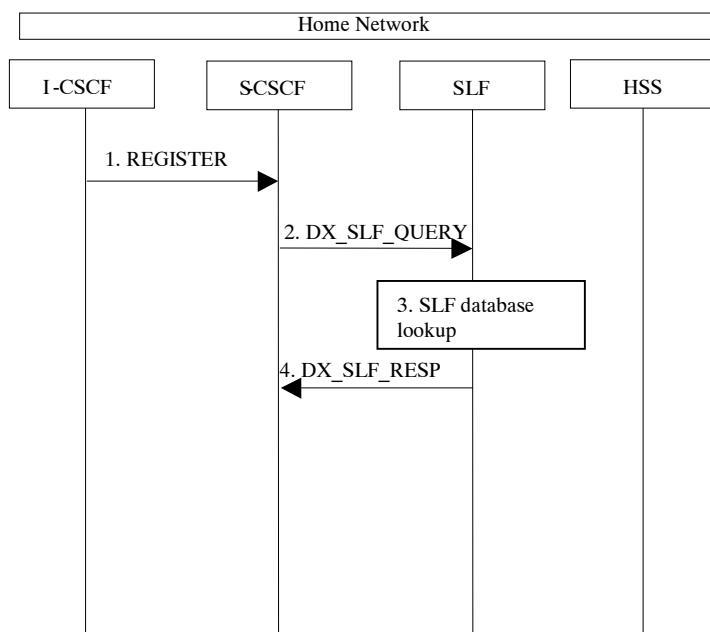 Home Network
I-CSCF
S-CSCF
SLF
HSS
1. REGISTER
2. DX_SLF_QUERY
3. SLF database
lookup
4. DX_SLF_RESP